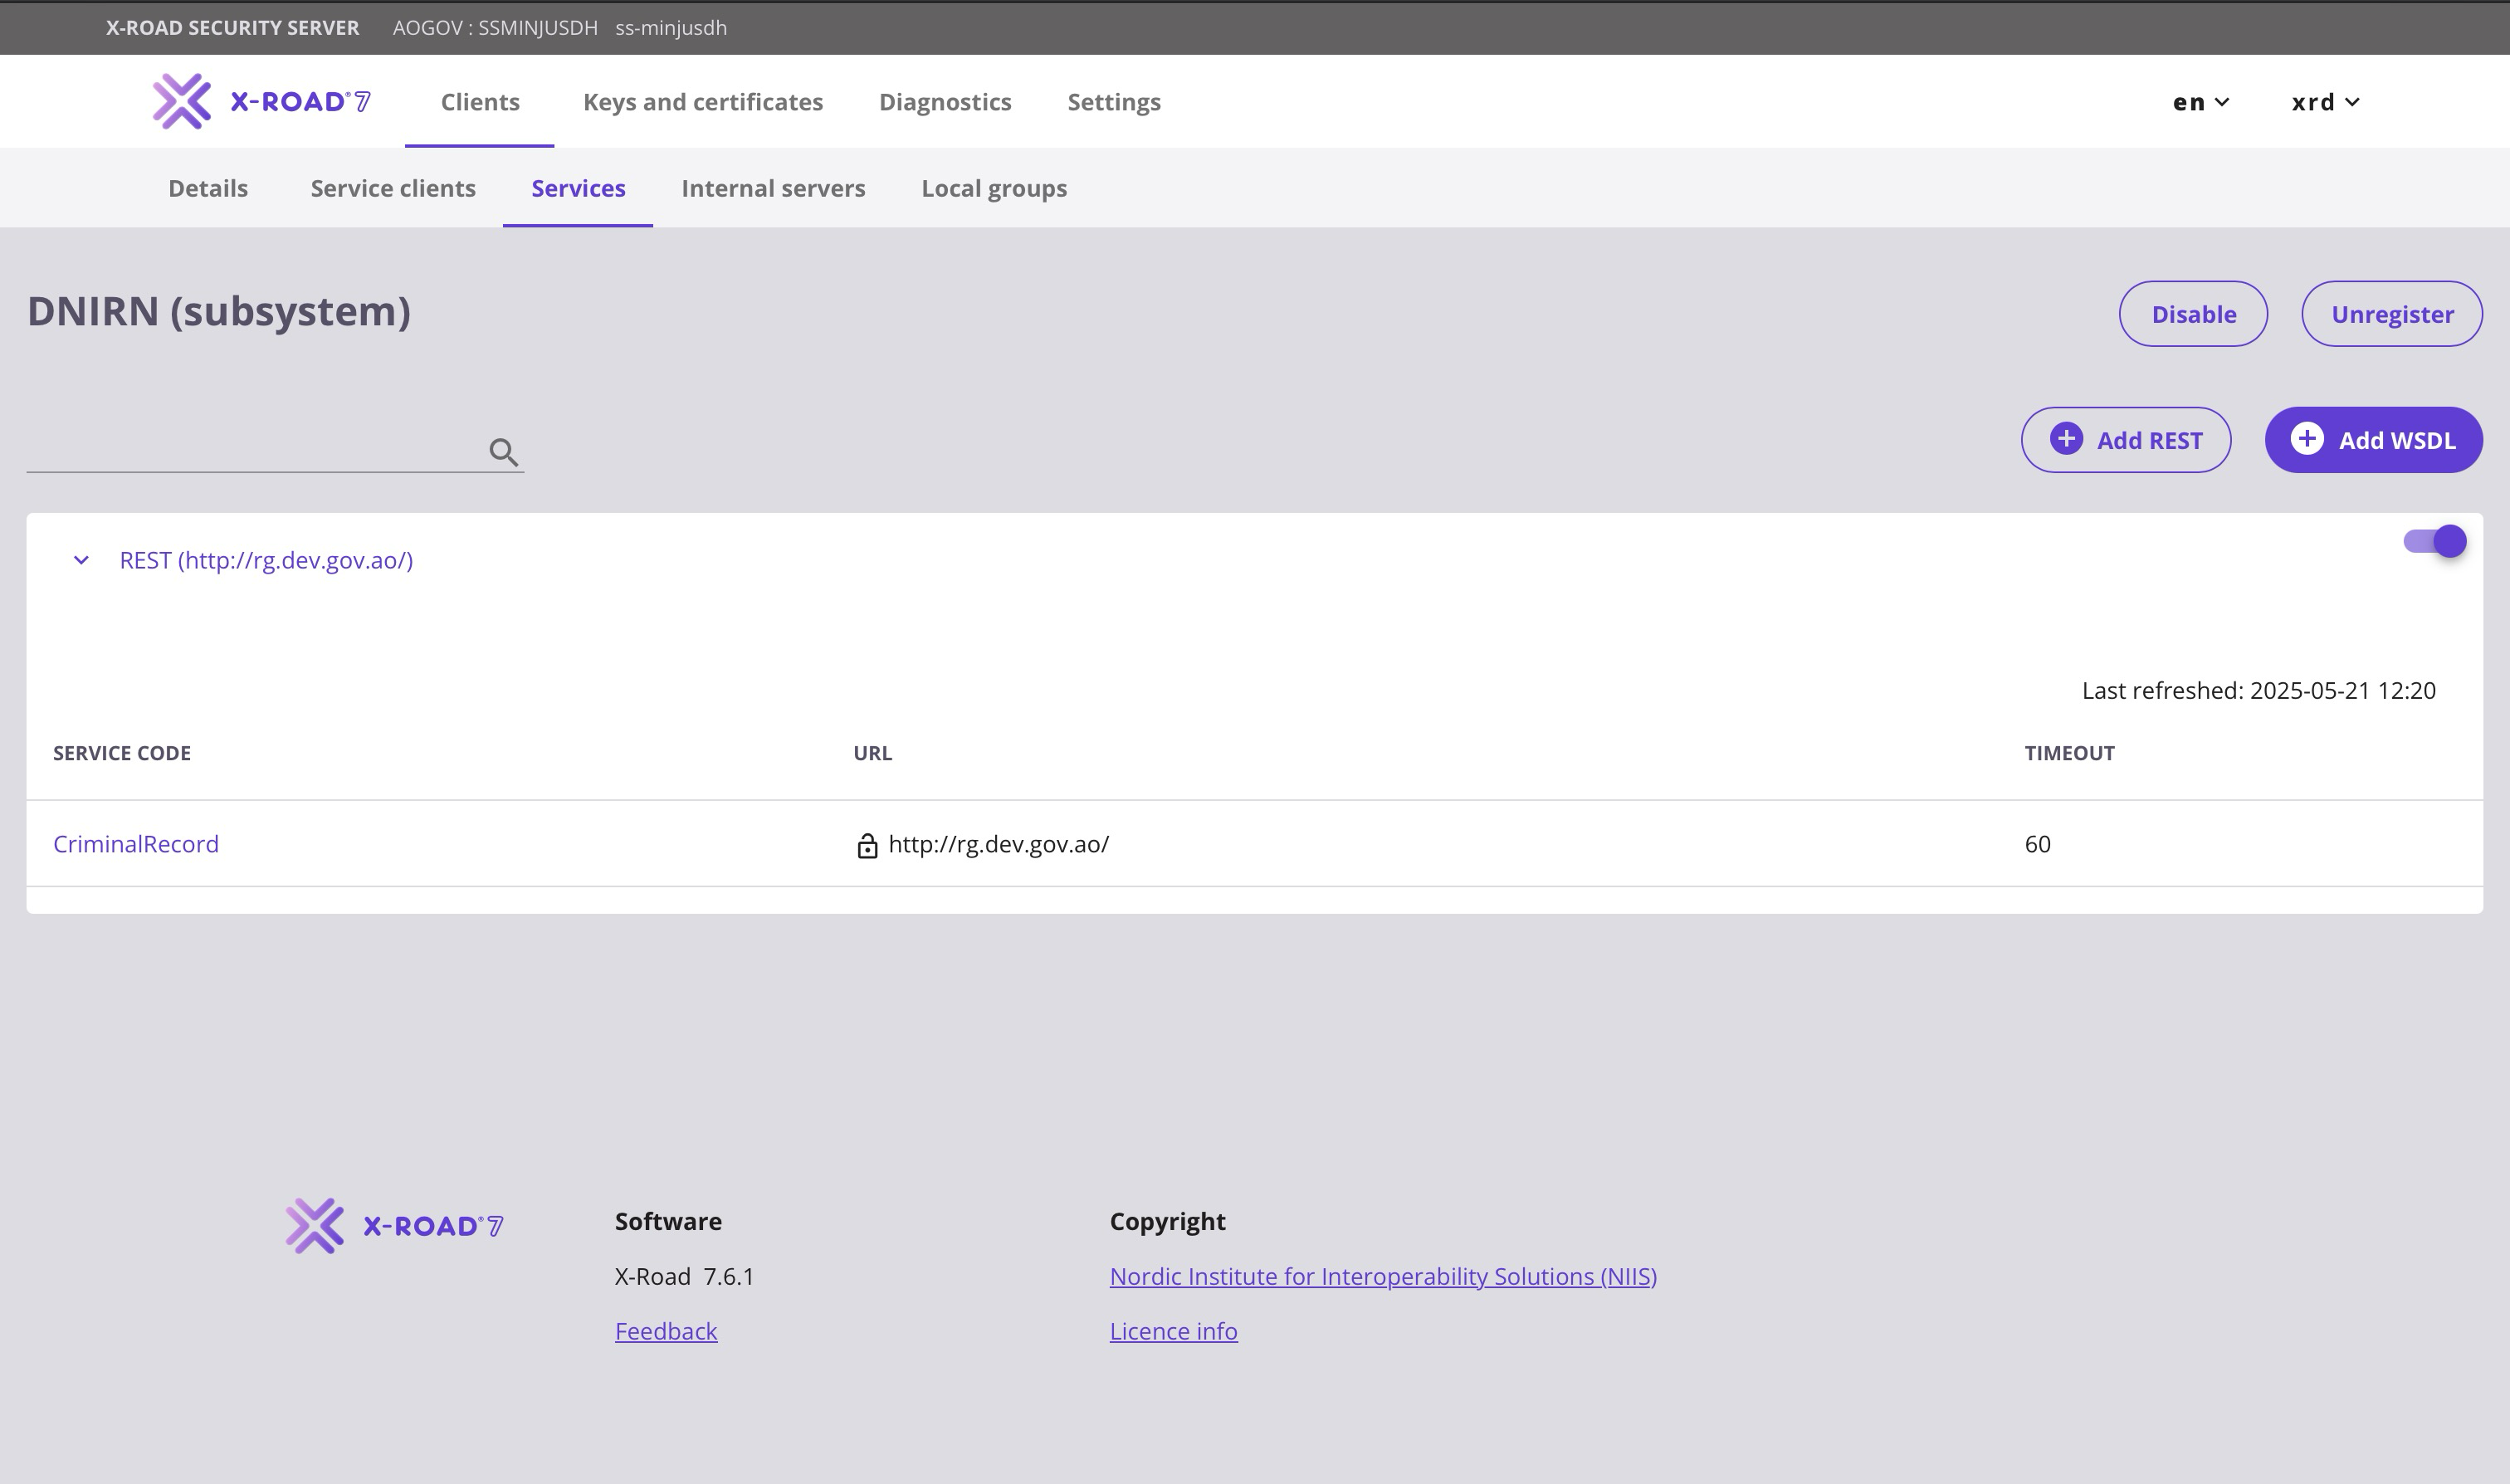 X-ROAD SECURITY SERVER AOGOV : SSMINJUSDH ss-minjusdh
X-ROAD® 7 Clients Keys and certificates Diagnostics Settings en xrd
Details Service clients Services Internal servers Local groups
DNIRN (subsystem) Disable Unregister
Add REST Add WSDL
REST (http://rg.dev.gov.ao/)
Last refreshed: 2025-05-21 12:20
SERVICE CODE URL TIMEOUT
CriminalRecord http://rg.dev.gov.ao/ 60
X-ROAD® 7 Software Copyright
X-Road 7.6.1 Nordic Institute for Interoperability Solutions (NIIS)
Feedback Licence info